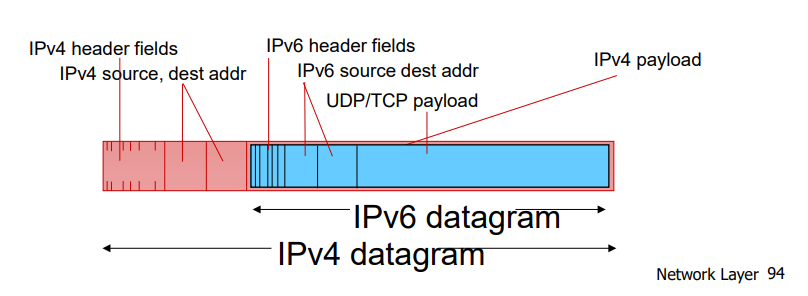 IPv4 header fields
IPv4 source, dest addr
IPv6 header fields
IPv6 source dest addr
UDP/TCP payload
IPv4 payload
IPv6 datagram
IPv4 datagram
Network Layer 94